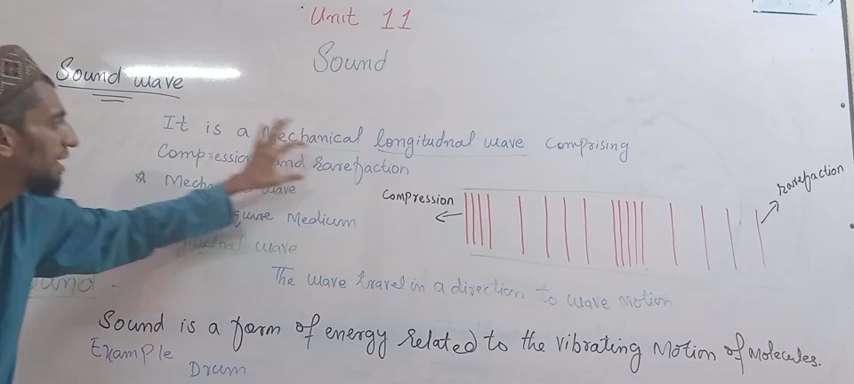 Unit 11
Sound
Sound wave
It is a Mechanical longitudnal wave comprising
Compression and rarefaction
rarefaction
Compression
wave
Medium
wave
The wave travel in a direction to wave motion
Sound is a form of energy related to the vibrating motion of molecules.
Example
Drum